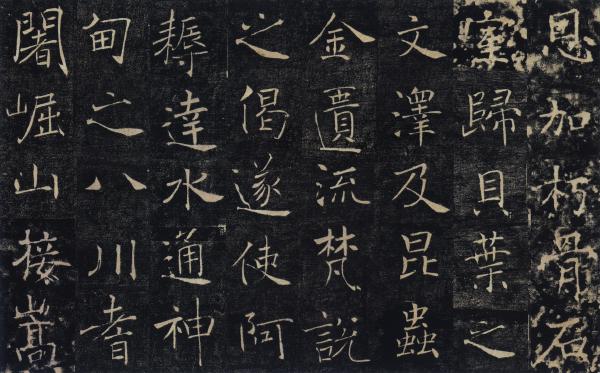 恩加朽骨石
室歸貝葉之
文澤及昆蟲
金匱流梵說
之偈遂使阿
耨達水通神
甸之八川耆
闍崛山接嵩